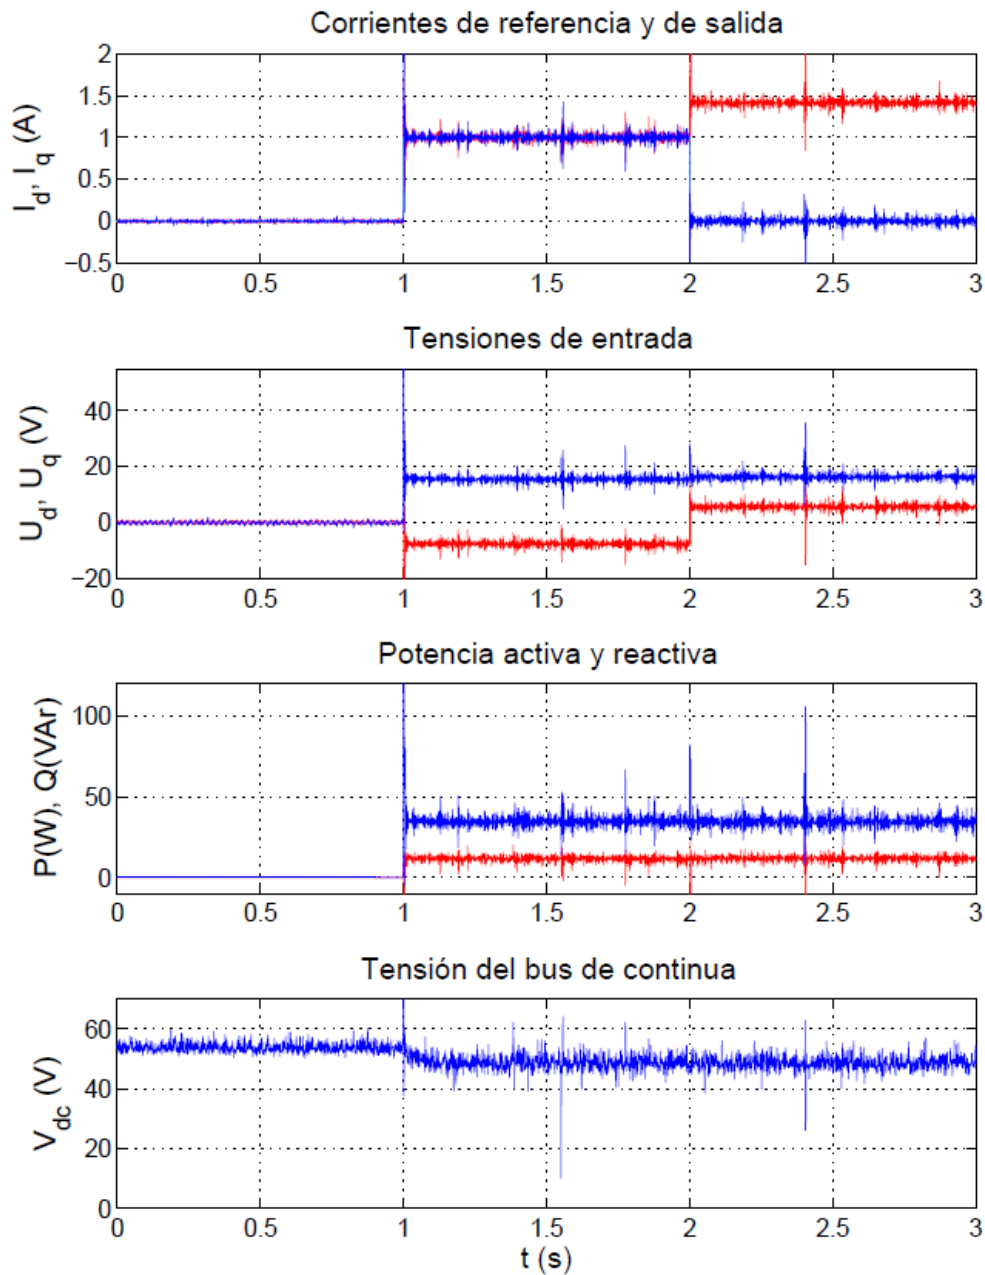 Corrientes de referencia y de salida
I_d, I_q (A)
2
1.5
1
0.5
0
−0.5
0 0.5 1 1.5 2 2.5 3
Tensiones de entrada
U_d, U_q (V)
40
20
0
−20
0 0.5 1 1.5 2 2.5 3
Potencia activa y reactiva
P(W), Q(VAr)
100
50
0
0 0.5 1 1.5 2 2.5 3
Tensión del bus de continua
V_dc (V)
60
40
20
0
0 0.5 1 1.5 2 2.5 3
t (s)